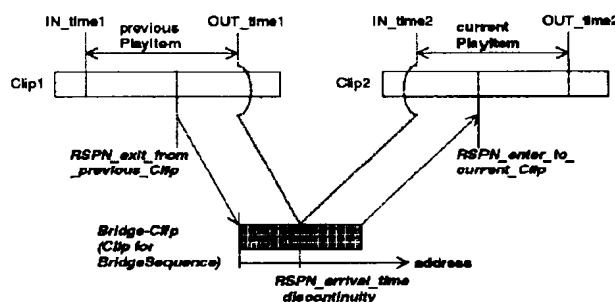 IN_time1
previous
PlayItem
OUT_time1
IN_time2
current
PlayItem
OUT_time2
Clip1
Clip2
RSPN_exit_from
_previous_Clip
RSPN_enter_to_
current_Clip
Bridge-Clip
(Clip for
BridgeSequence)
address
RSPN_arrival_time
discontinuity